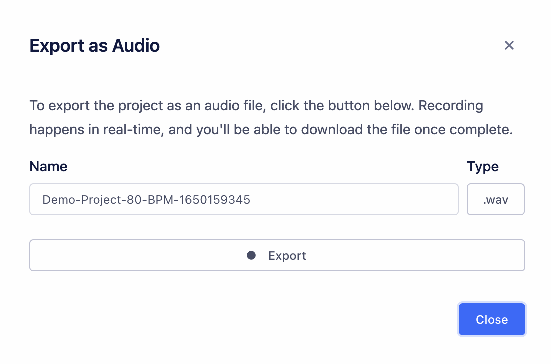 Export as Audio
To export the project as an audio file, click the button below. Recording
happens in real-time, and you'll be able to download the file once complete.
Name
Type
Demo-Project-80-BPM-1650159345
.wav
Export
Close